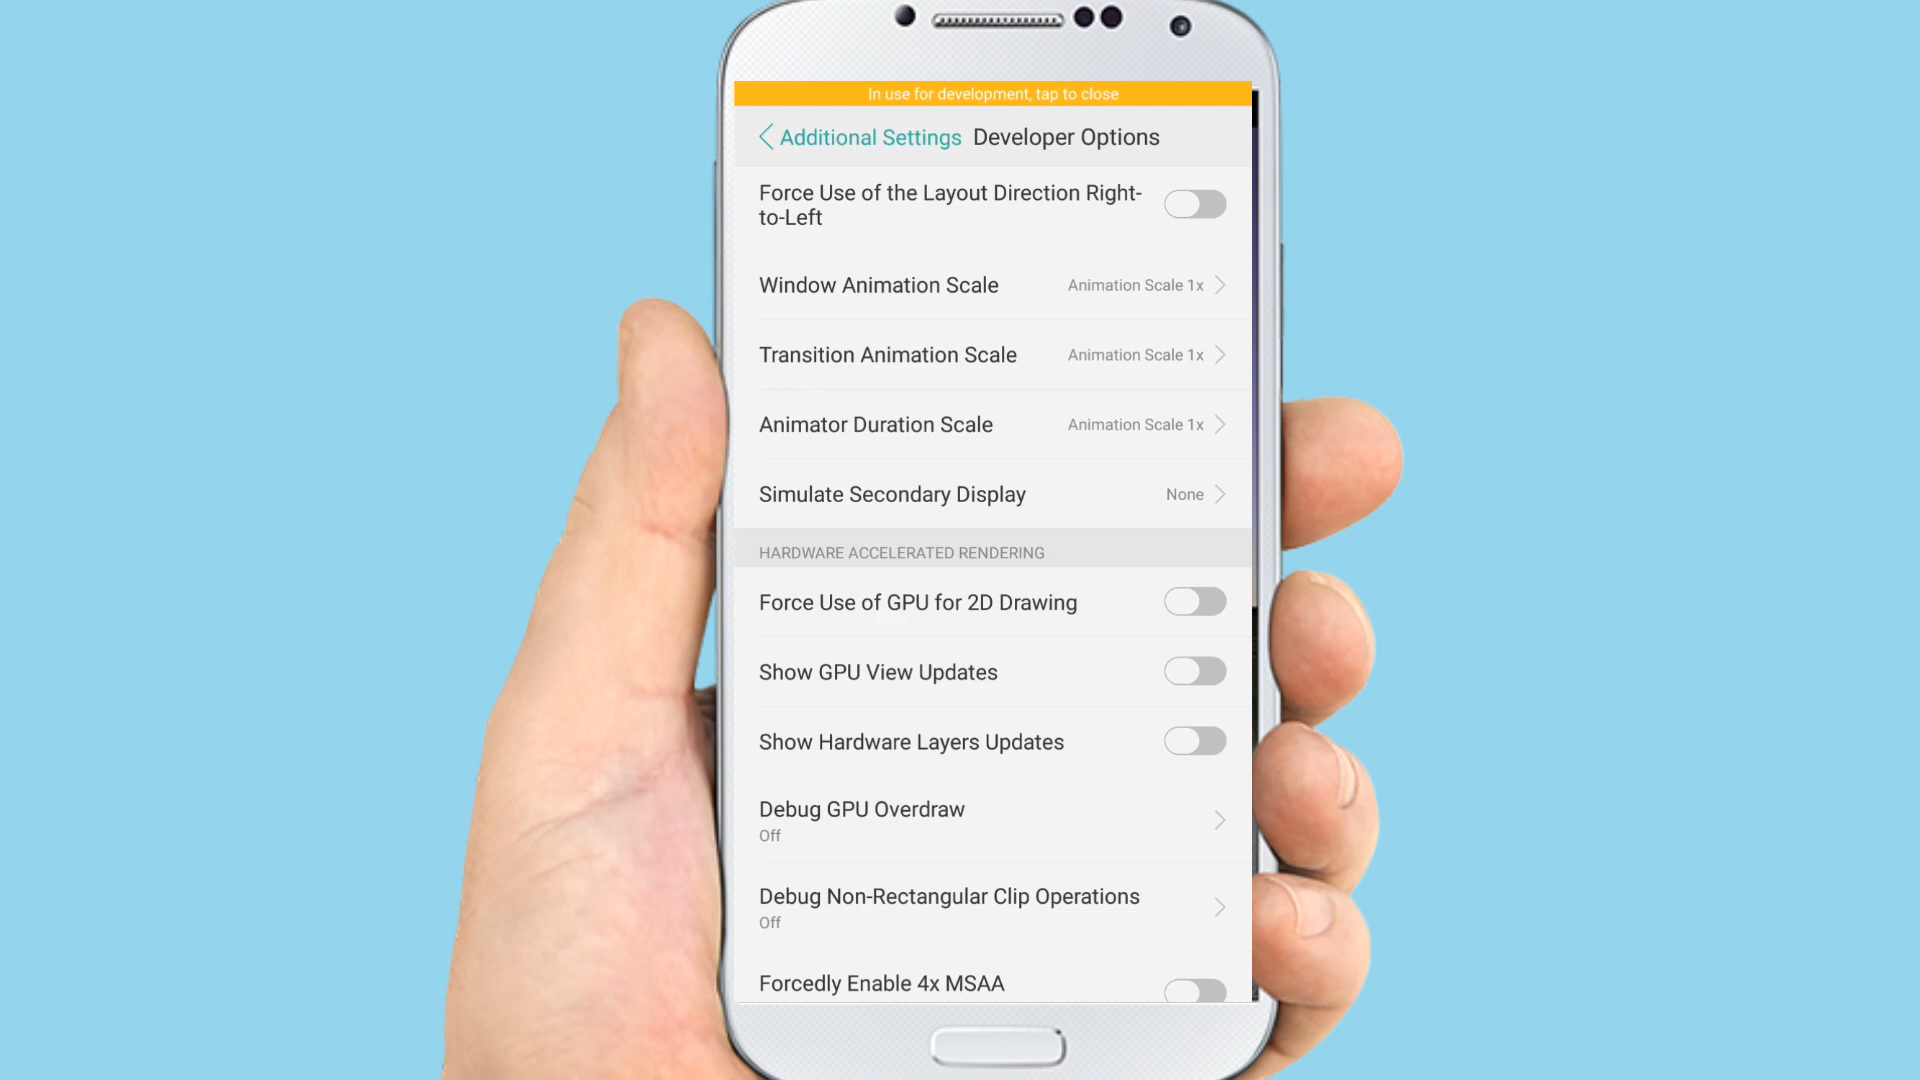 In use for development, tap to close
Additional Settings Developer Options
Force Use of the Layout Direction Right-
to-Left
Window Animation Scale Animation Scale 1x
Transition Animation Scale Animation Scale 1x
Animator Duration Scale Animation Scale 1x
Simulate Secondary Display None
HARDWARE ACCELERATED RENDERING
Force Use of GPU for 2D Drawing
Show GPU View Updates
Show Hardware Layers Updates
Debug GPU Overdraw
Off
Debug Non-Rectangular Clip Operations
Off
Forcedly Enable 4x MSAA